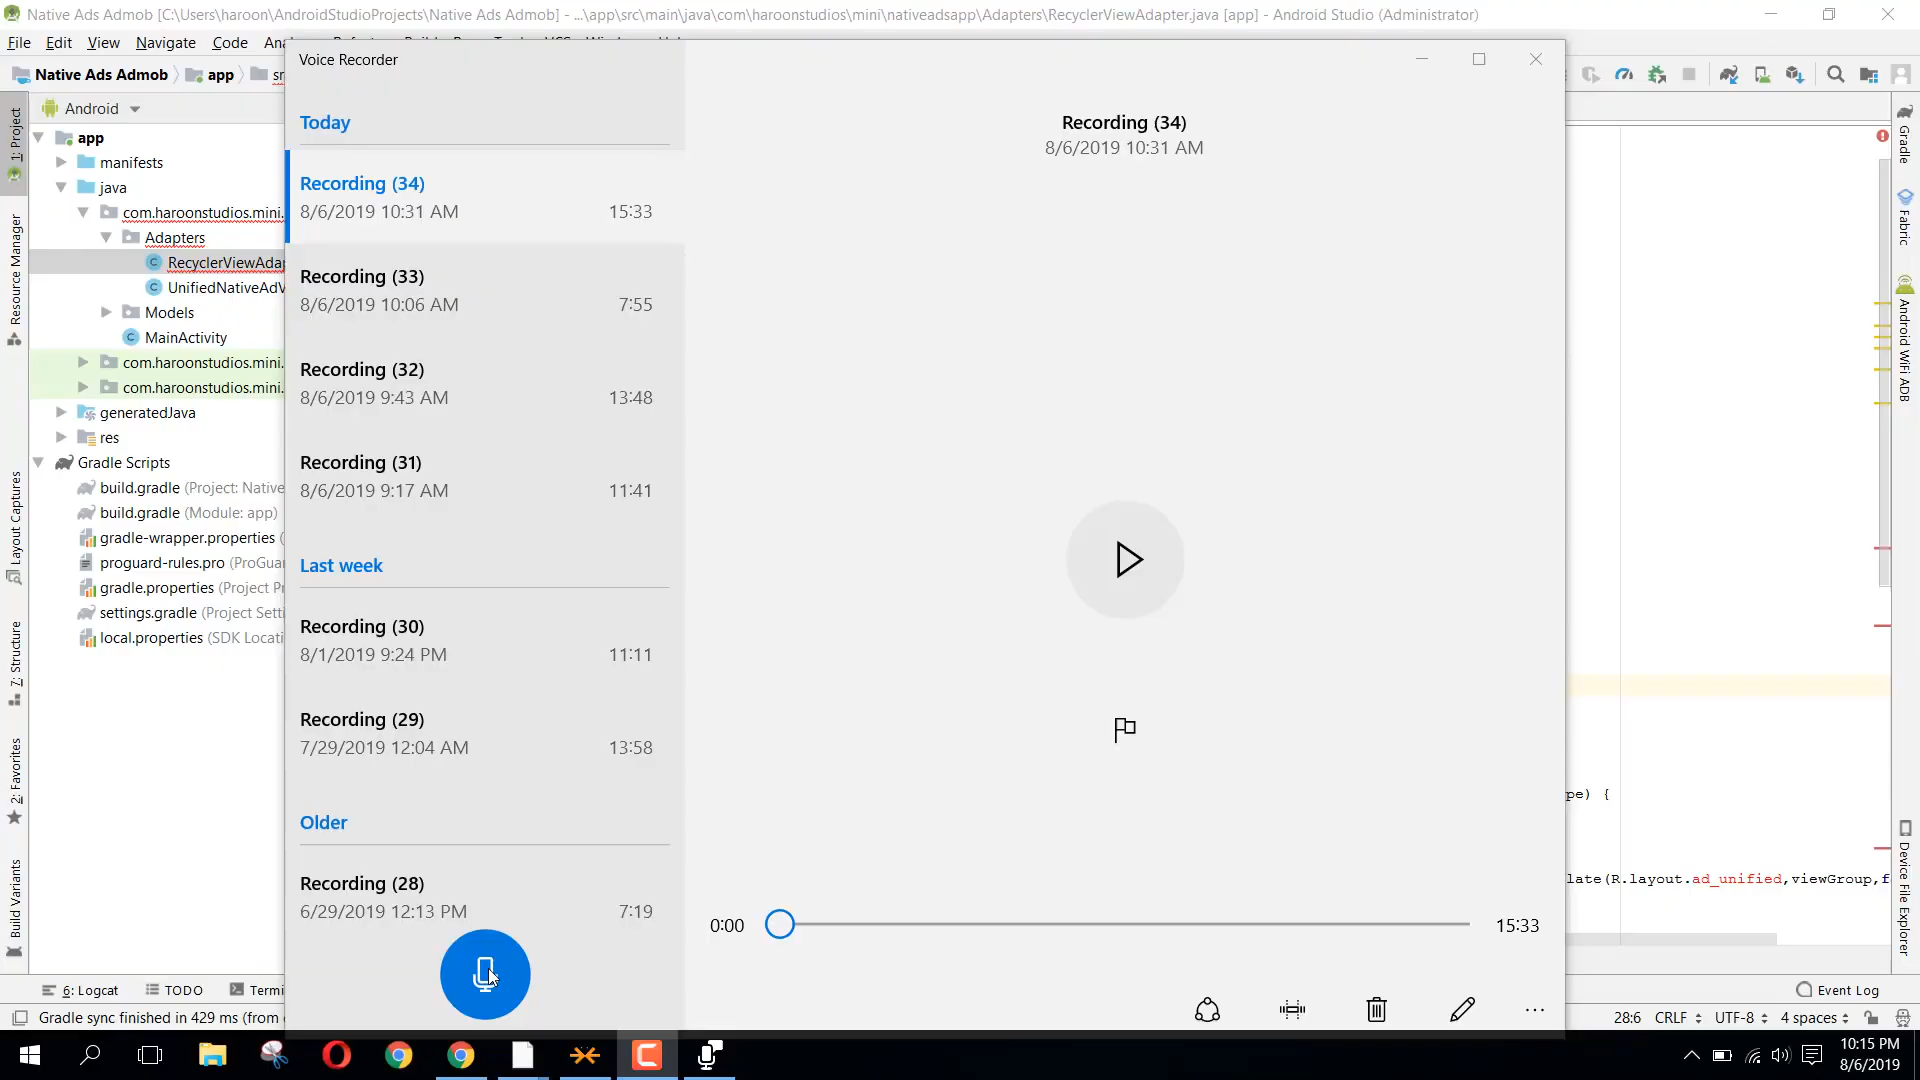 Native Ads Admob [C:\Users\haroon\AndroidStudioProjects\Native Ads Admob] - ...\app\src\main\java\com\haroonstudios\mini\nativeadsapp\Adapters\RecyclerViewAdapter.java [app] - Android Studio (Administrator)
File Edit View Navigate Code
Native Ads Admob app
Android
app
manifests
java
com.haroonstudios.mini.
Adapters
RecyclerViewAdap
UnifiedNativeAdV
Models
MainActivity
com.haroonstudios.mini.
com.haroonstudios.mini.
generatedJava
res
Gradle Scripts
build.gradle (Project: Native
build.gradle (Module: app)
gradle-wrapper.properties (
proguard-rules.pro (ProGua
gradle.properties (Project Pr
settings.gradle (Project Setti
local.properties (SDK Locati
1: Project
Resource Manager
Layout Captures
7: Structure
2: Favorites
Build Variants
Voice Recorder
Today
Recording (34)
8/6/2019 10:31 AM 15:33
Recording (33)
8/6/2019 10:06 AM 7:55
Recording (32)
8/6/2019 9:43 AM 13:48
Recording (31)
8/6/2019 9:17 AM 11:41
Last week
Recording (30)
8/1/2019 9:24 PM 11:11
Recording (29)
7/29/2019 12:04 AM 13:58
Older
Recording (28)
6/29/2019 12:13 PM 7:19
Recording (34)
8/6/2019 10:31 AM
0:00 15:33
pe) {
late(R.layout.ad_unified,viewGroup,f
Gradle
Fabric
Android WiFi ADB
Device File Explorer
6: Logcat TODO Termi
Event Log
Gradle sync finished in 429 ms (from
28:6 CRLF UTF-8 4 spaces
10:15 PM
8/6/2019